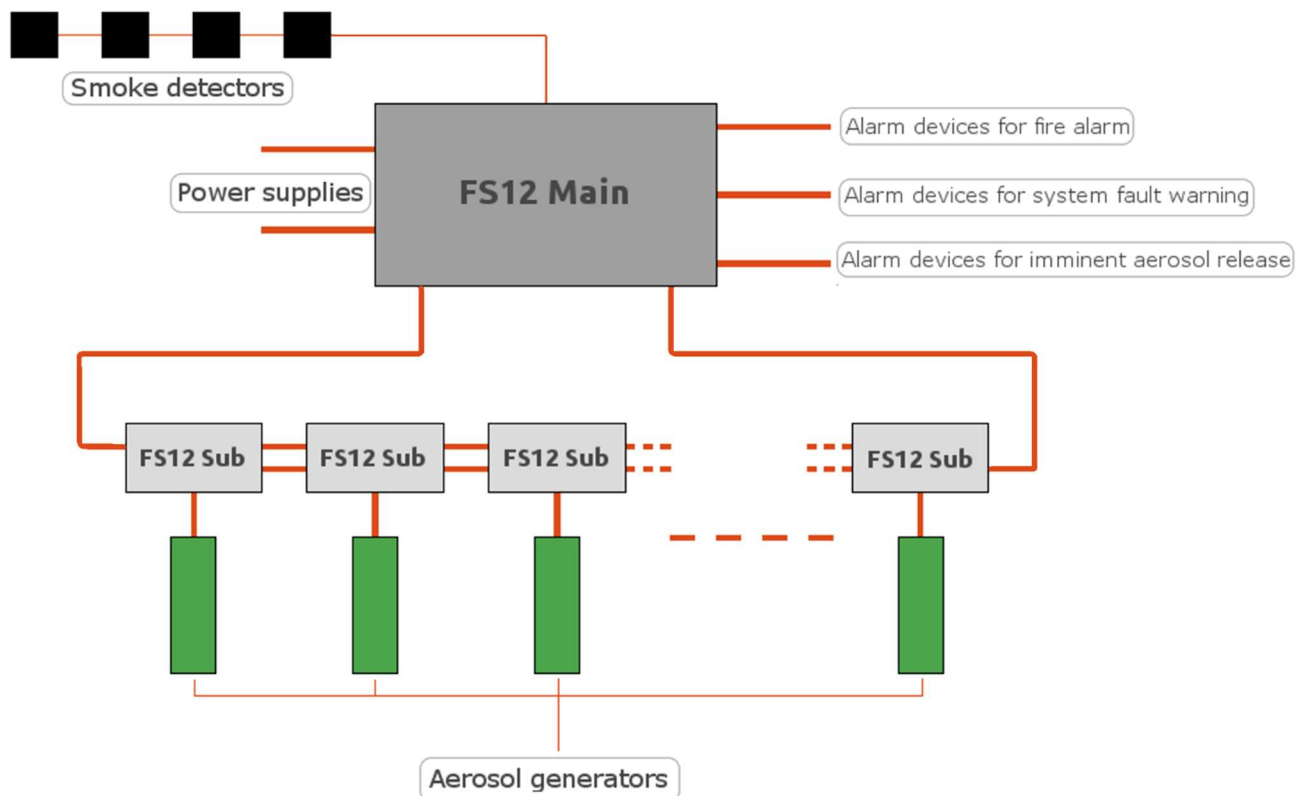 Smoke detectors
Alarm devices for fire alarm
Power supplies
FS12 Main
Alarm devices for system fault warning
Alarm devices for imminent aerosol release
FS12 Sub
FS12 Sub
FS12 Sub
FS12 Sub
Aerosol generators